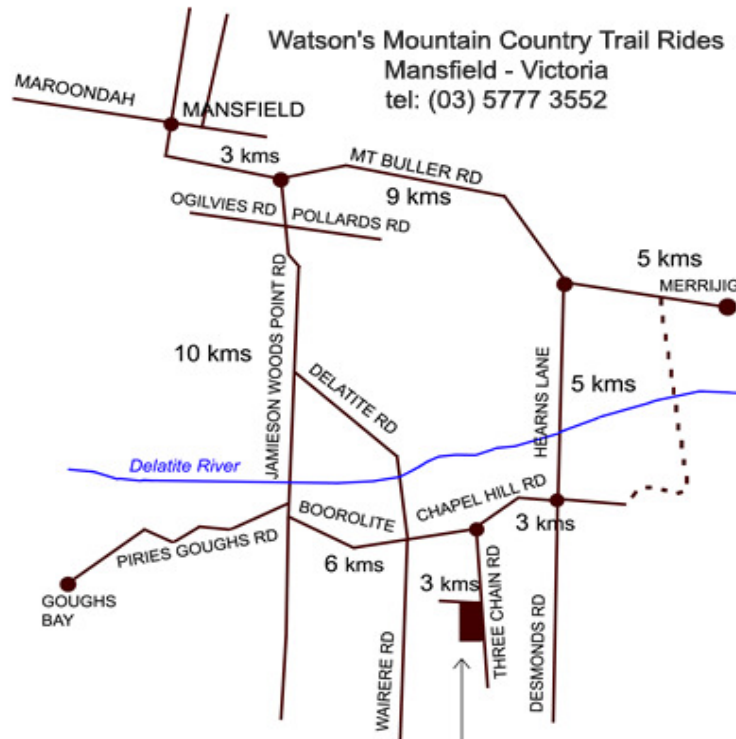 Watson's Mountain Country Trail Rides
Mansfield - Victoria
tel: (03) 5777 3552
MAROONDAH
MANSFIELD
3 kms
MT BULLER RD
9 kms
OGILVIES RD
POLLARDS RD
5 kms
MERRIJIG
JAMIESON WOODS POINT RD
10 kms
DELATITE RD
HEARNS LANE
5 kms
Delatite River
BOOROLITE
CHAPEL HILL RD
3 kms
PIRIES GOUGHS RD
6 kms
GOUGHS
BAY
3 kms
THREE CHAIN RD
WAIRERE RD
DESMONDS RD